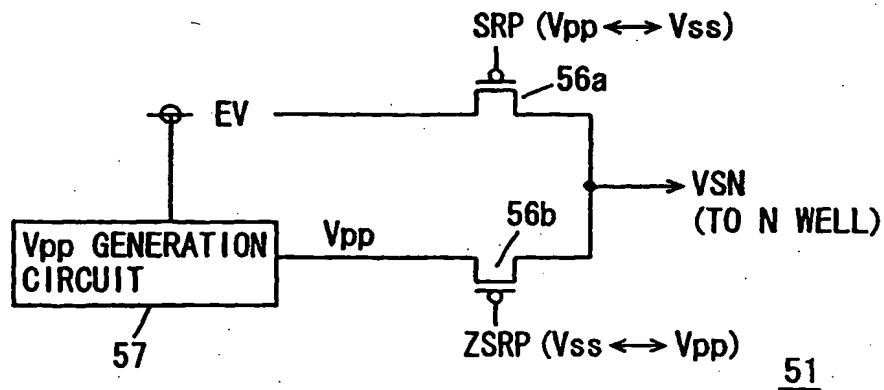 SRP (Vpp ↔ Vss)
56a
EV
VSN
(TO N WELL)
56b
Vpp
Vpp GENERATION
CIRCUIT
57
ZSRP (Vss ↔ Vpp)
51